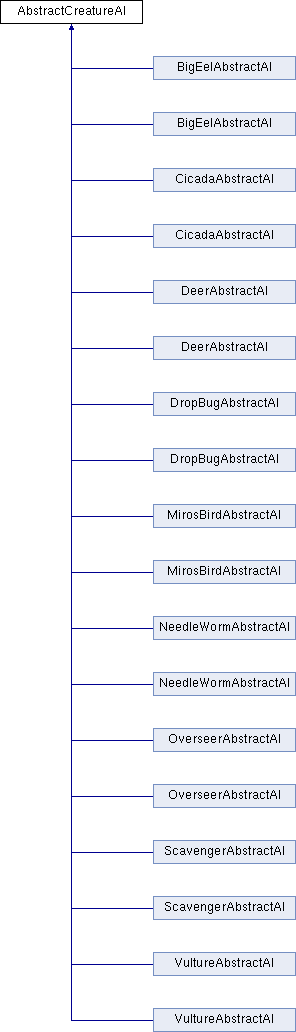 AbstractCreatureAI
BigEelAbstractAI
BigEelAbstractAI
CicadaAbstractAI
CicadaAbstractAI
DeerAbstractAI
DeerAbstractAI
DropBugAbstractAI
DropBugAbstractAI
MirosBirdAbstractAI
MirosBirdAbstractAI
NeedleWormAbstractAI
NeedleWormAbstractAI
OverseerAbstractAI
OverseerAbstractAI
ScavengerAbstractAI
ScavengerAbstractAI
VultureAbstractAI
VultureAbstractAI